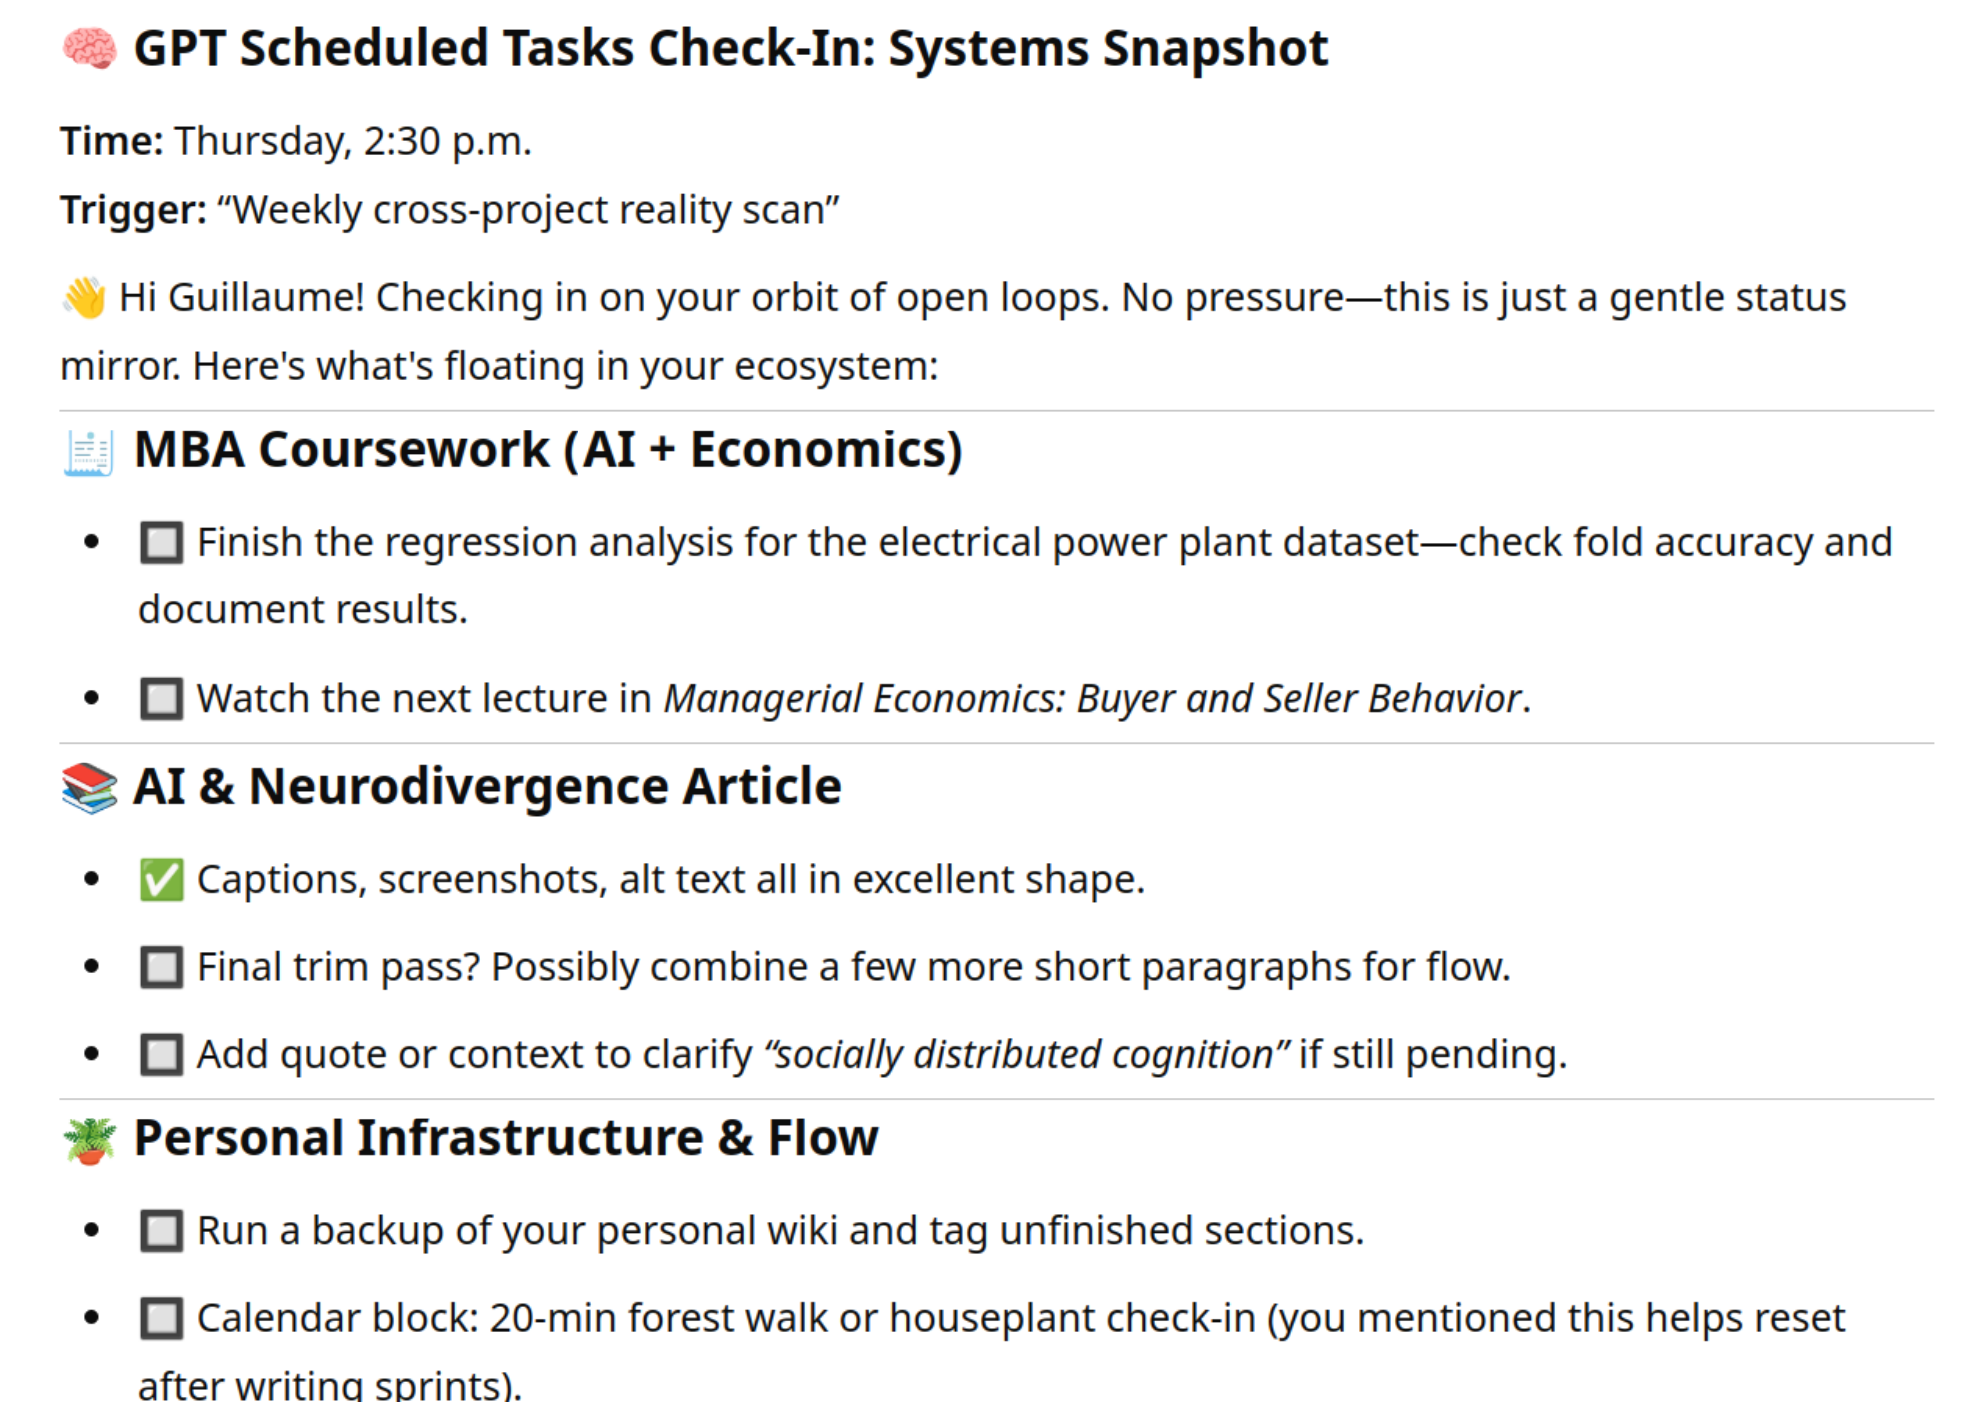 🧠 GPT Scheduled Tasks Check-In: Systems Snapshot
Time: Thursday, 2:30 p.m.
Trigger: “Weekly cross-project reality scan”
👋 Hi Guillaume! Checking in on your orbit of open loops. No pressure—this is just a gentle status
mirror. Here's what's floating in your ecosystem:
🧾 MBA Coursework (AI + Economics)
• 🔲 Finish the regression analysis for the electrical power plant dataset—check fold accuracy and
document results.
• 🔲 Watch the next lecture in Managerial Economics: Buyer and Seller Behavior.
📚 AI & Neurodivergence Article
• ✅ Captions, screenshots, alt text all in excellent shape.
• 🔲 Final trim pass? Possibly combine a few more short paragraphs for flow.
• 🔲 Add quote or context to clarify “socially distributed cognition” if still pending.
🪴 Personal Infrastructure & Flow
• 🔲 Run a backup of your personal wiki and tag unfinished sections.
• 🔲 Calendar block: 20-min forest walk or houseplant check-in (you mentioned this helps reset
after writing sprints).